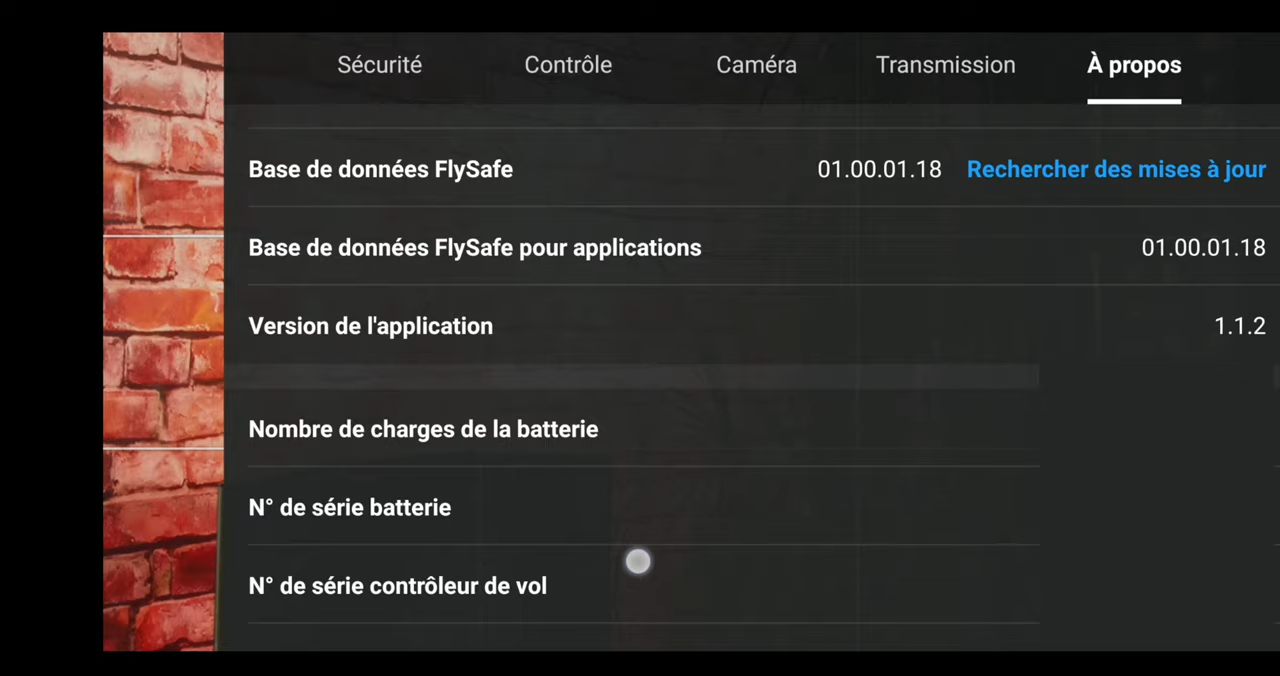 Sécurité Contrôle Caméra Transmission À propos
Base de données FlySafe 01.00.01.18 Rechercher des mises à jour
Base de données FlySafe pour applications 01.00.01.18
Version de l'application 1.1.2
Nombre de charges de la batterie
N° de série batterie
N° de série contrôleur de vol